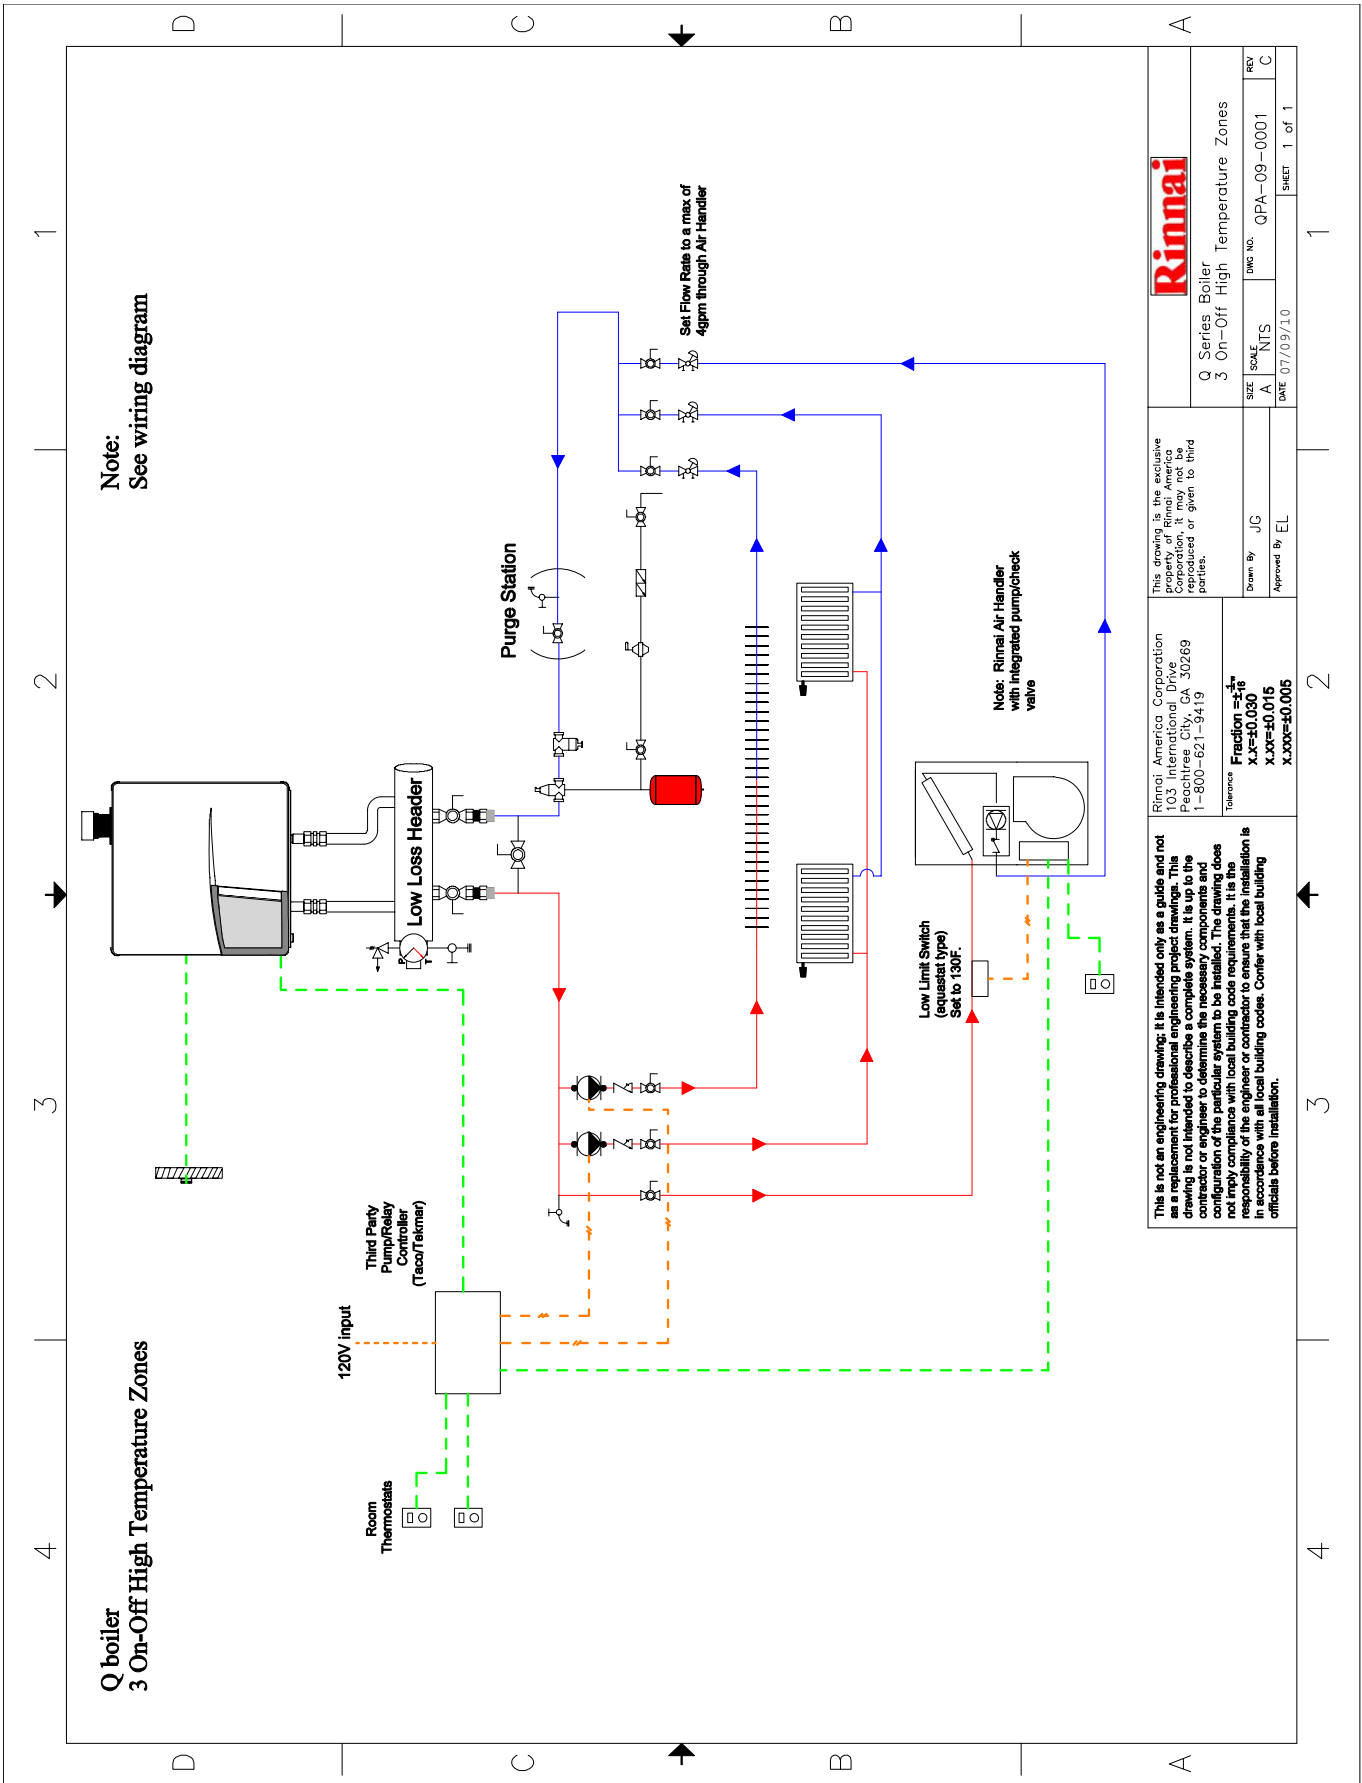 Q boiler
3 On-Off High Temperature Zones
Note:
See wiring diagram
4
3
2
1
D
C
B
A
D
C
B
A
4
3
2
1
120V input
Third Party
Pump/Relay
Controller
(Taco/Tekmar)
Room
Thermostats
Low Loss Header
P
T
Purge Station
Set Flow Rate to a max of
4gpm through Air Handler
Low Limit Switch
(aquastat type)
Set to 130F.
Note: Rinnai Air Handler
with integrated pump/check
valve
This is not an engineering drawing; it is intended only as a guide and not
as a replacement for professional engineering project drawings. This
drawing is not intended to describe a complete system. It is up to the
contractor or engineer to determine the necessary components and
configuration of the particular system to be installed. The drawing does
not imply compliance with local building code requirements. It is the
responsibility of the engineer or contractor to ensure that the installation is
in accordance with all local building codes. Confer with local building
officials before installation.
Rinnai America Corporation
103 International Drive
Peachtree City, GA 30269
1-800-621-9419
Tolerance
Fraction =±1/16"
X.X=±0.030
X.XX=±0.015
X.XXX=±0.005
This drawing is the exclusive
property of Rinnai America
Corporation, it may not be
reproduced or given to third
parties.
Drawn By JG
Approved By EL
Rinnai
Q Series Boiler
3 On-Off High Temperature Zones
SIZE A
SCALE NTS
DWG NO. QPA-09-0001
REV C
DATE 07/09/10
SHEET 1 of 1